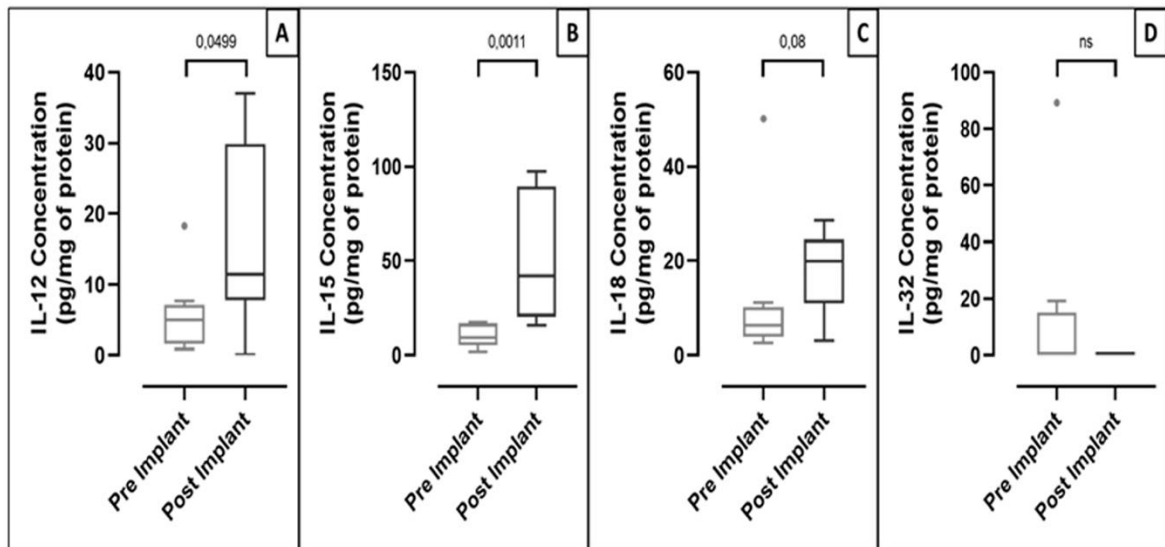 A
0,0499
IL-12 Concentration
(pg/mg of protein)
40
30
20
10
0
Pre Implant
Post Implant
B
0,0011
IL-15 Concentration
(pg/mg of protein)
150
100
50
0
Pre Implant
Post Implant
C
0,08
IL-18 Concentration
(pg/mg of protein)
60
40
20
0
Pre Implant
Post Implant
D
ns
IL-32 Concentration
(pg/mg of protein)
100
80
60
40
20
0
Pre Implant
Post Implant